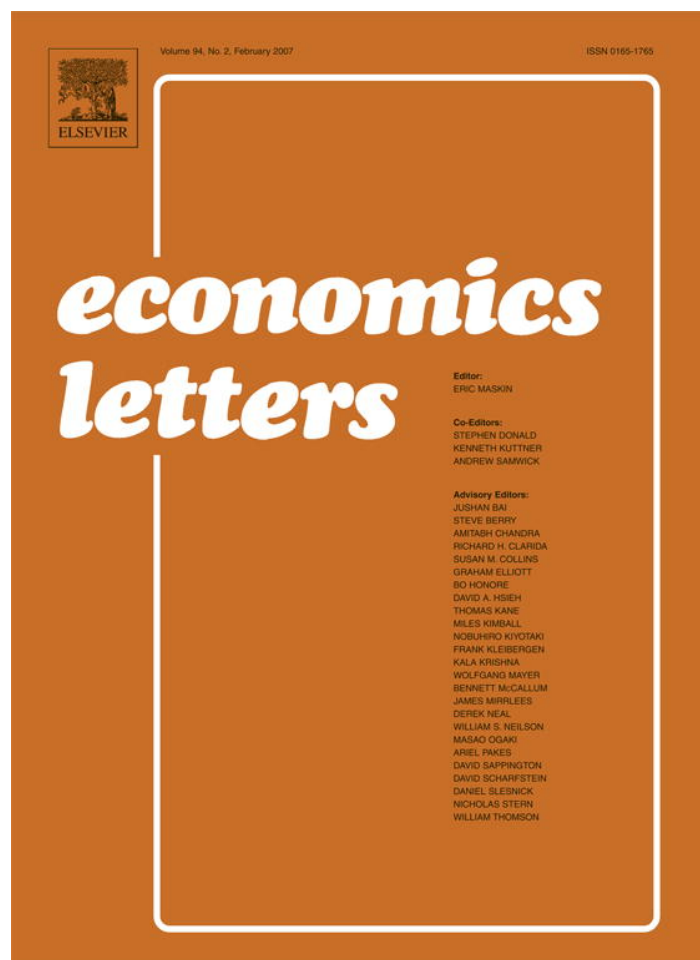 Volume 94, No. 2, February 2007
ISSN 0165-1765
ELSEVIER
economics
letters
Editor:
ERIC MASKIN
Co-Editors:
STEPHEN DONALD
KENNETH KUTTNER
ANDREW SAMWICK
Advisory Editors:
JUSHAN BAI
STEVE BERRY
AMITABH CHANDRA
RICHARD H. CLARIDA
SUSAN M. COLLINS
GRAHAM ELLIOTT
BO HONORE
DAVID A. HSIEH
THOMAS KANE
MILES KIMBALL
NOBUHIRO KIYOTAKI
FRANK KLEIBERGEN
KALA KRISHNA
WOLFGANG MAYER
BENNETT McCALLUM
JAMES MIRRLEES
DEREK NEAL
WILLIAM S. NEILSON
MASAO OGAKI
ARIEL PAKES
DAVID SAPPINGTON
DAVID SCHARFSTEIN
DANIEL SLESNICK
NICHOLAS STERN
WILLIAM THOMSON